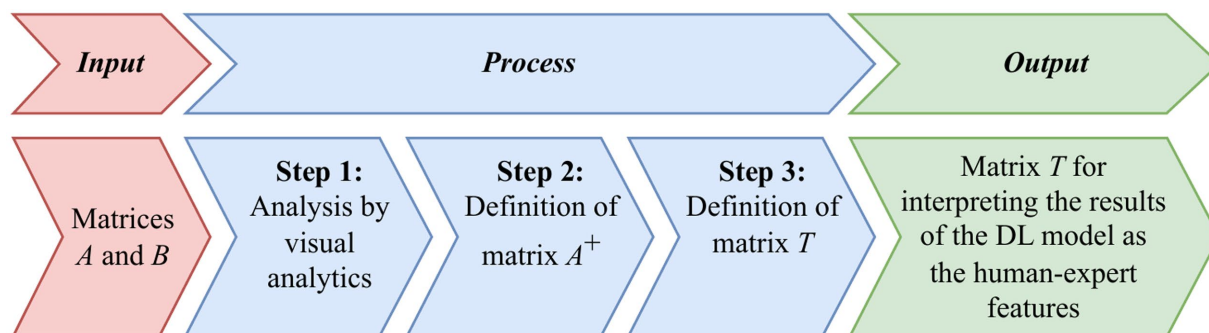 Input
Process
Output
Matrices
A and B
Step 1:
Analysis by
visual
analytics
Step 2:
Definition of
matrix A⁺
Step 3:
Definition of
matrix T
Matrix T for
interpreting the results
of the DL model as
the human-expert
features